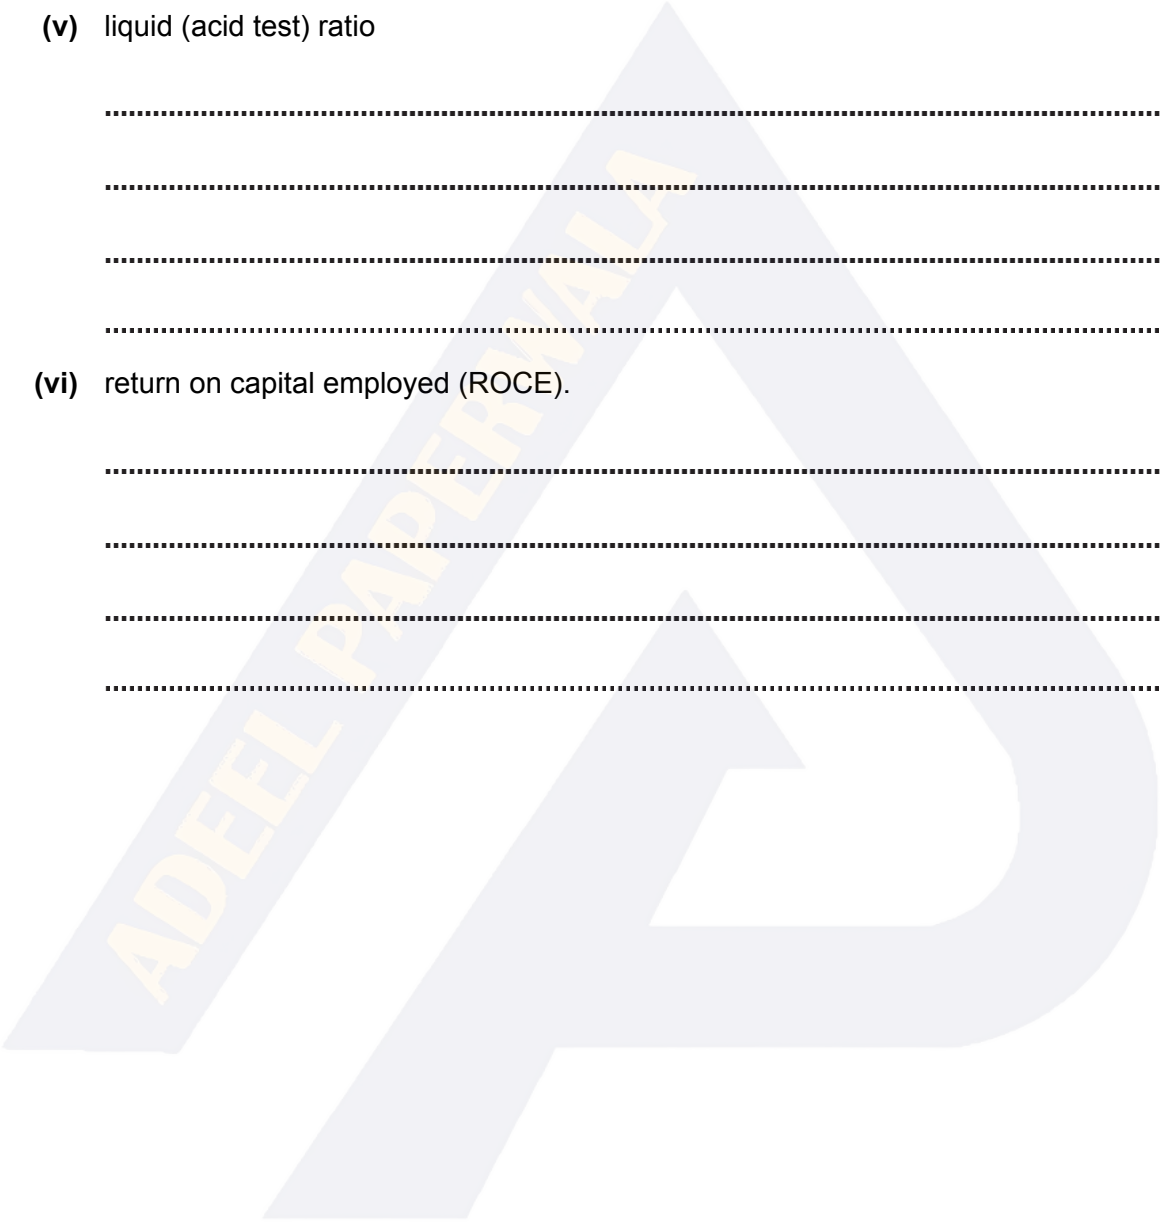 (v) liquid (acid test) ratio
(vi) return on capital employed (ROCE).
ADEEL PAPERWALA